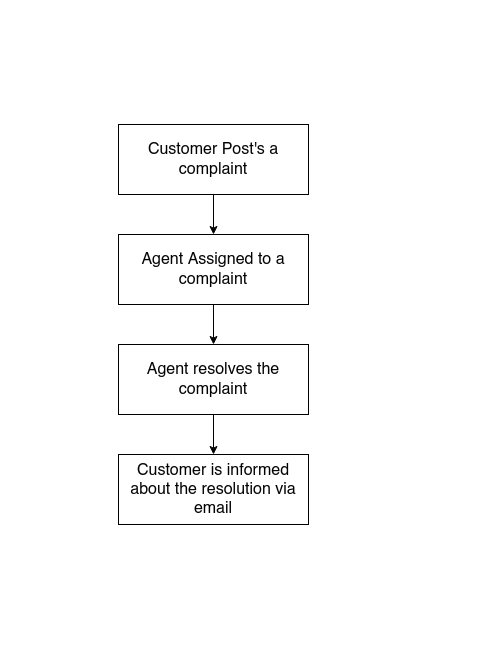 Customer Post's a
complaint
Agent Assigned to a
complaint
Agent resolves the
complaint
Customer is informed
about the resolution via
email